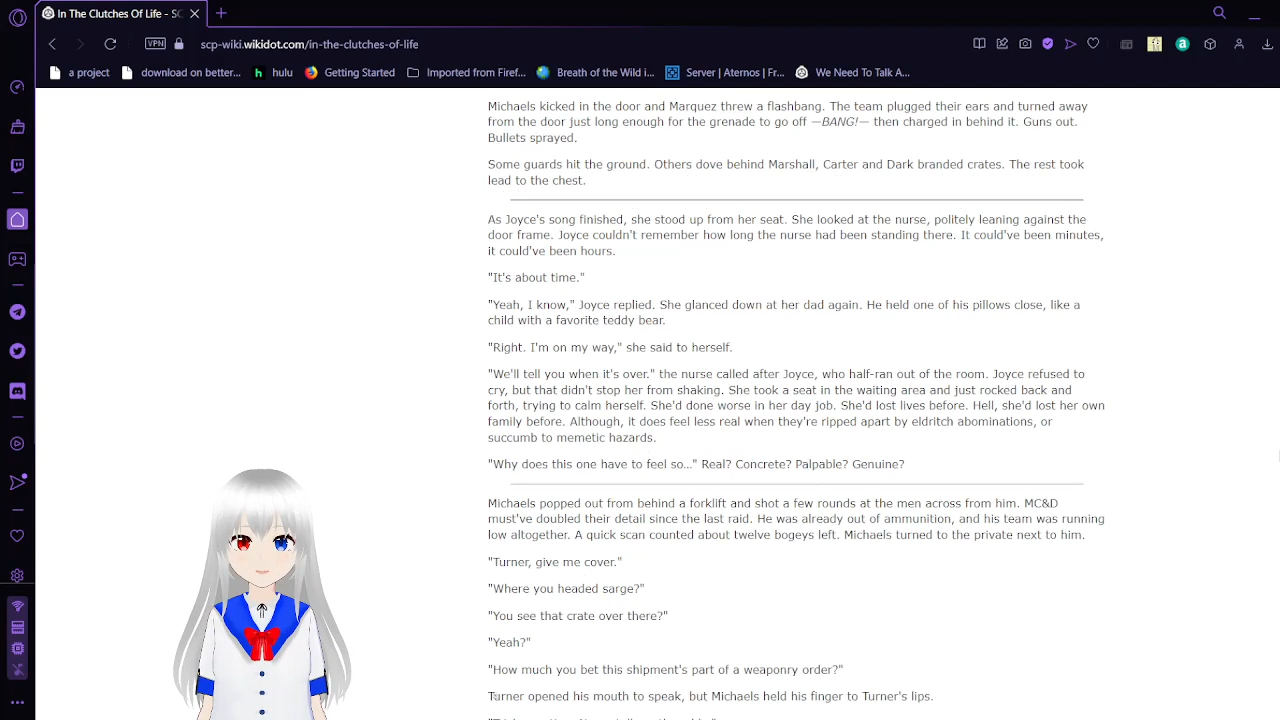 In The Clutches Of Life - SC
VPN
scp-wiki.wikidot.com/in-the-clutches-of-life
a
a project
download on better...
h
hulu
Getting Started
Imported from Firef...
Breath of the Wild i...
Server | Aternos | Fr...
We Need To Talk A...
Michaels kicked in the door and Marquez threw a flashbang. The team plugged their ears and turned away
from the door just long enough for the grenade to go off —BANG!— then charged in behind it. Guns out.
Bullets sprayed.
Some guards hit the ground. Others dove behind Marshall, Carter and Dark branded crates. The rest took
lead to the chest.
As Joyce's song finished, she stood up from her seat. She looked at the nurse, politely leaning against the
door frame. Joyce couldn't remember how long the nurse had been standing there. It could've been minutes,
it could've been hours.
"It's about time."
"Yeah, I know," Joyce replied. She glanced down at her dad again. He held one of his pillows close, like a
child with a favorite teddy bear.
"Right. I'm on my way," she said to herself.
"We'll tell you when it's over." the nurse called after Joyce, who half-ran out of the room. Joyce refused to
cry, but that didn't stop her from shaking. She took a seat in the waiting area and just rocked back and
forth, trying to calm herself. She'd done worse in her day job. She'd lost lives before. Hell, she'd lost her own
family before. Although, it does feel less real when they're ripped apart by eldritch abominations, or
succumb to memetic hazards.
"Why does this one have to feel so..." Real? Concrete? Palpable? Genuine?
Michaels popped out from behind a forklift and shot a few rounds at the men across from him. MC&D
must've doubled their detail since the last raid. He was already out of ammunition, and his team was running
low altogether. A quick scan counted about twelve bogeys left. Michaels turned to the private next to him.
"Turner, give me cover."
"Where you headed sarge?"
"You see that crate over there?"
"Yeah?"
"How much you bet this shipment's part of a weaponry order?"
Turner opened his mouth to speak, but Michaels held his finger to Turner's lips.